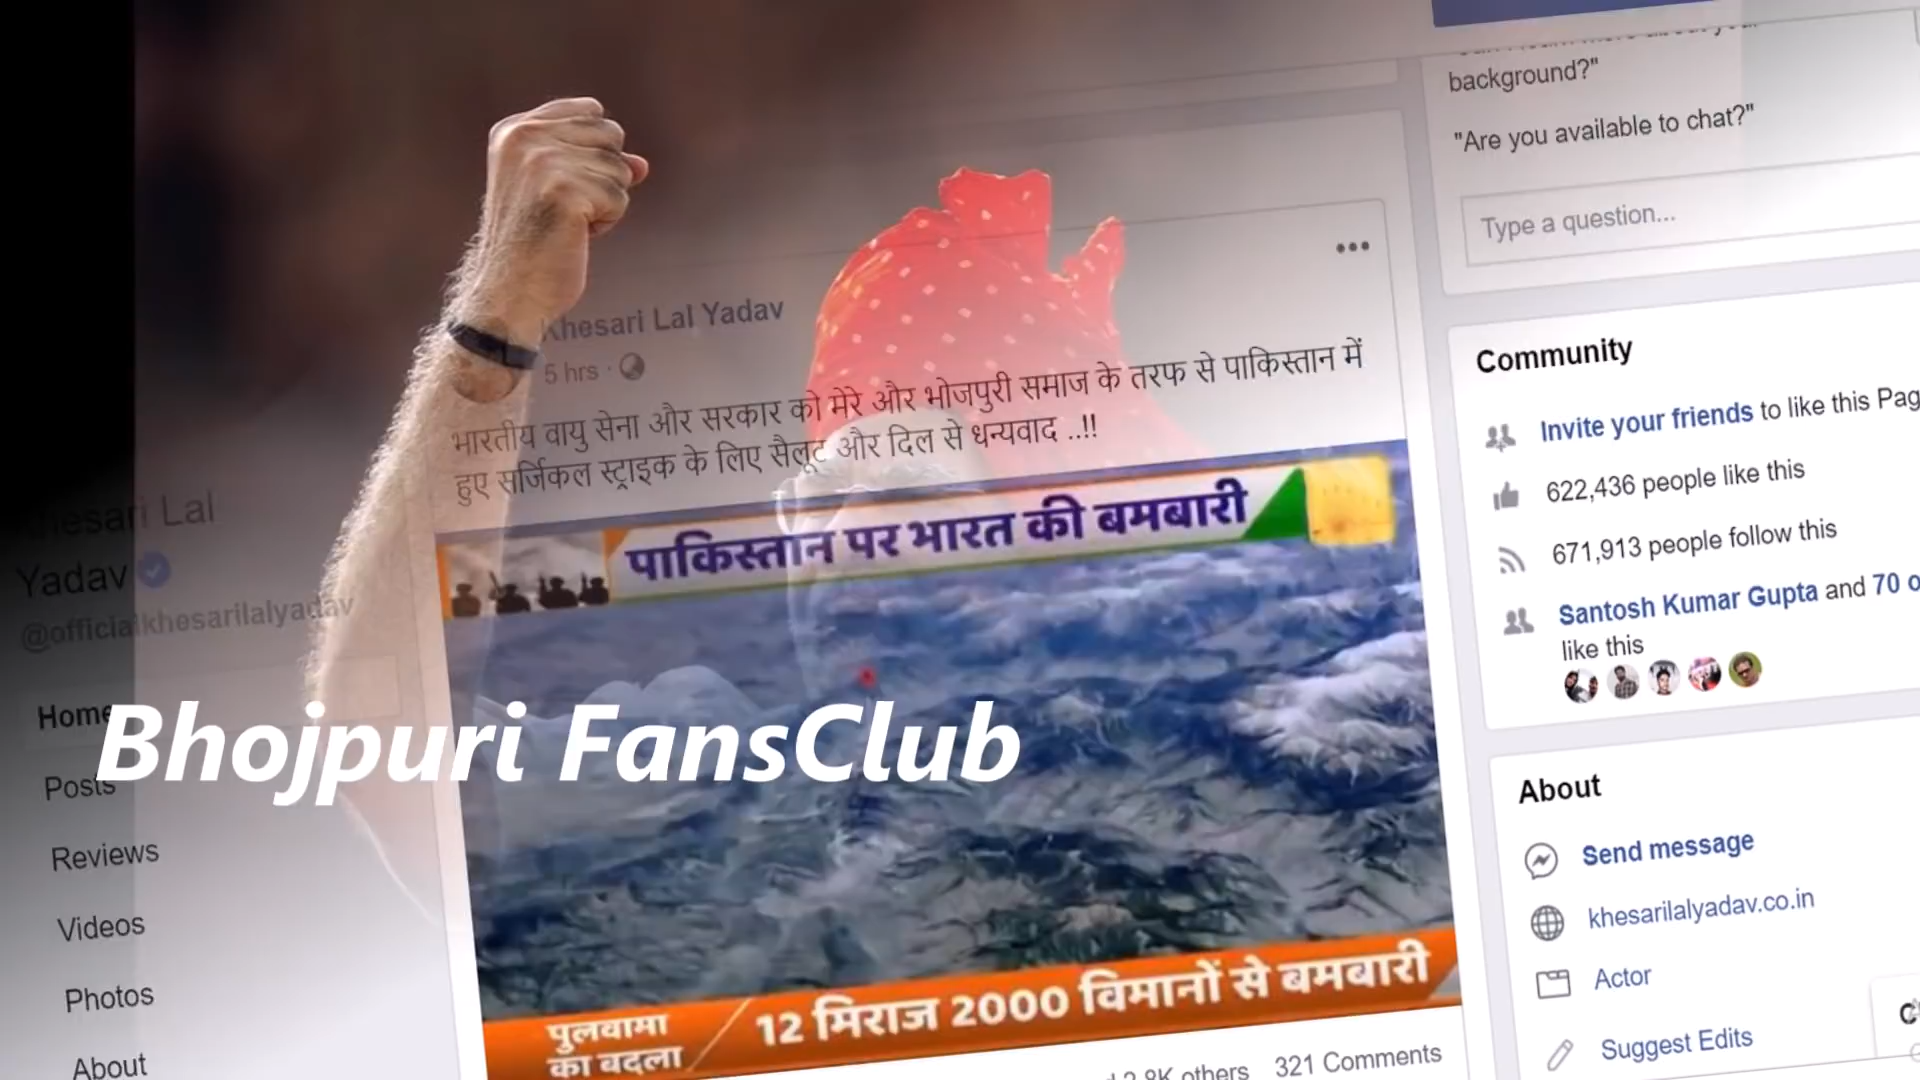 background?"
"Are you available to chat?"
Type a question...
Khesari Lal Yadav
5 hrs ·
भारतीय वायु सेना और सरकार को मेरे और भोजपुरी समाज के तरफ से पाकिस्तान में
हुए सर्जिकल स्ट्राइक के लिए सैलूट और दिल से धन्यवाद ..!!
पाकिस्तान पर भारत की बमबारी
पुलवामा
का बदला
12 मिराज 2000 विमानों से बमबारी
2.8K others 321 Comments
Khesari Lal
Yadav
@officialkhesarilalyadav
Home
Posts
Reviews
Videos
Photos
About
Bhojpuri FansClub
Community
Invite your friends to like this Pag
622,436 people like this
671,913 people follow this
Santosh Kumar Gupta and 70 o
like this
About
Send message
khesarilalyadav.co.in
Actor
Suggest Edits